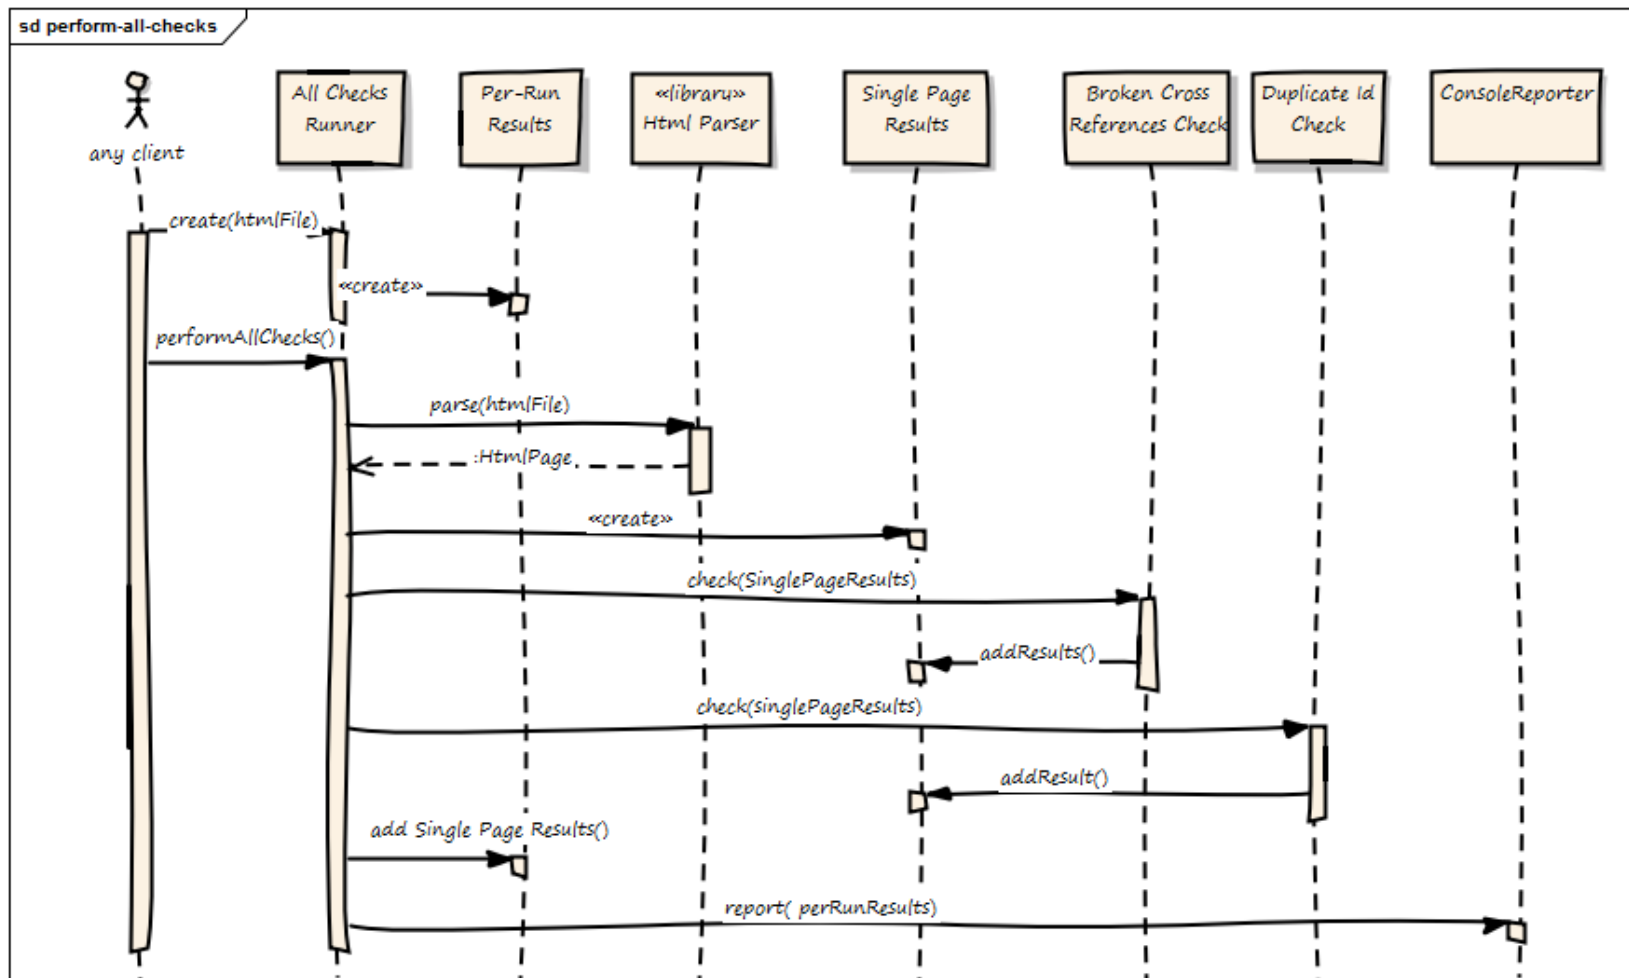 sd perform-all-checks
any client
All Checks
Runner
Per-Run
Results
«library»
Html Parser
Single Page
Results
Broken Cross
References Check
Duplicate Id
Check
ConsoleReporter
create(htmlFile)
«create»
performAllChecks()
parse(htmlFile)
:HtmlPage
«create»
check(SinglePageResults)
addResults()
check(singlePageResults)
addResult()
add Single Page Results()
report( perRunResults)